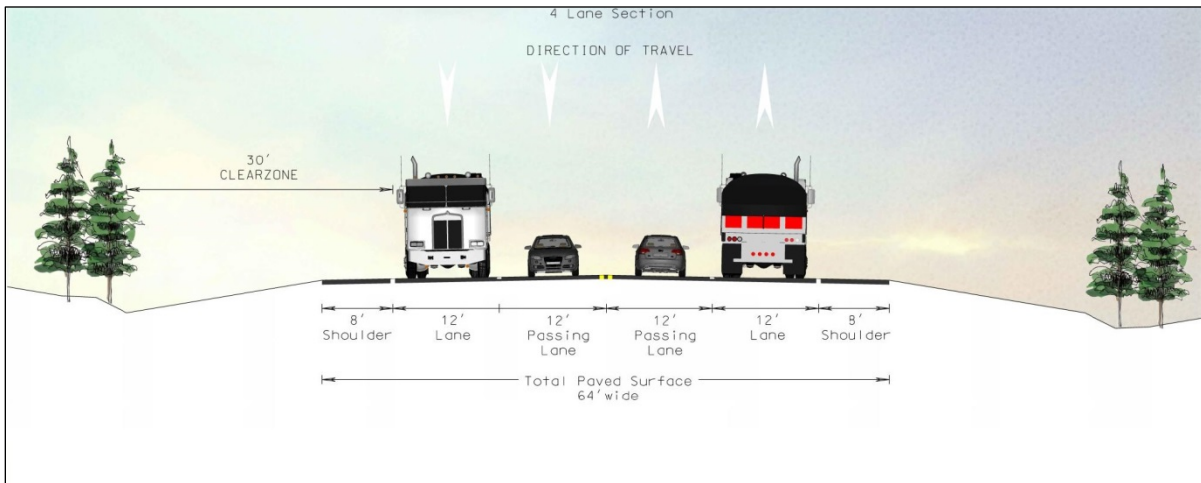 4 Lane Section
DIRECTION OF TRAVEL
30'
CLEARZONE
8'
Shoulder
12'
Lane
12'
Passing
Lane
12'
Passing
Lane
12'
Lane
8'
Shoulder
Total Paved Surface
64'wide